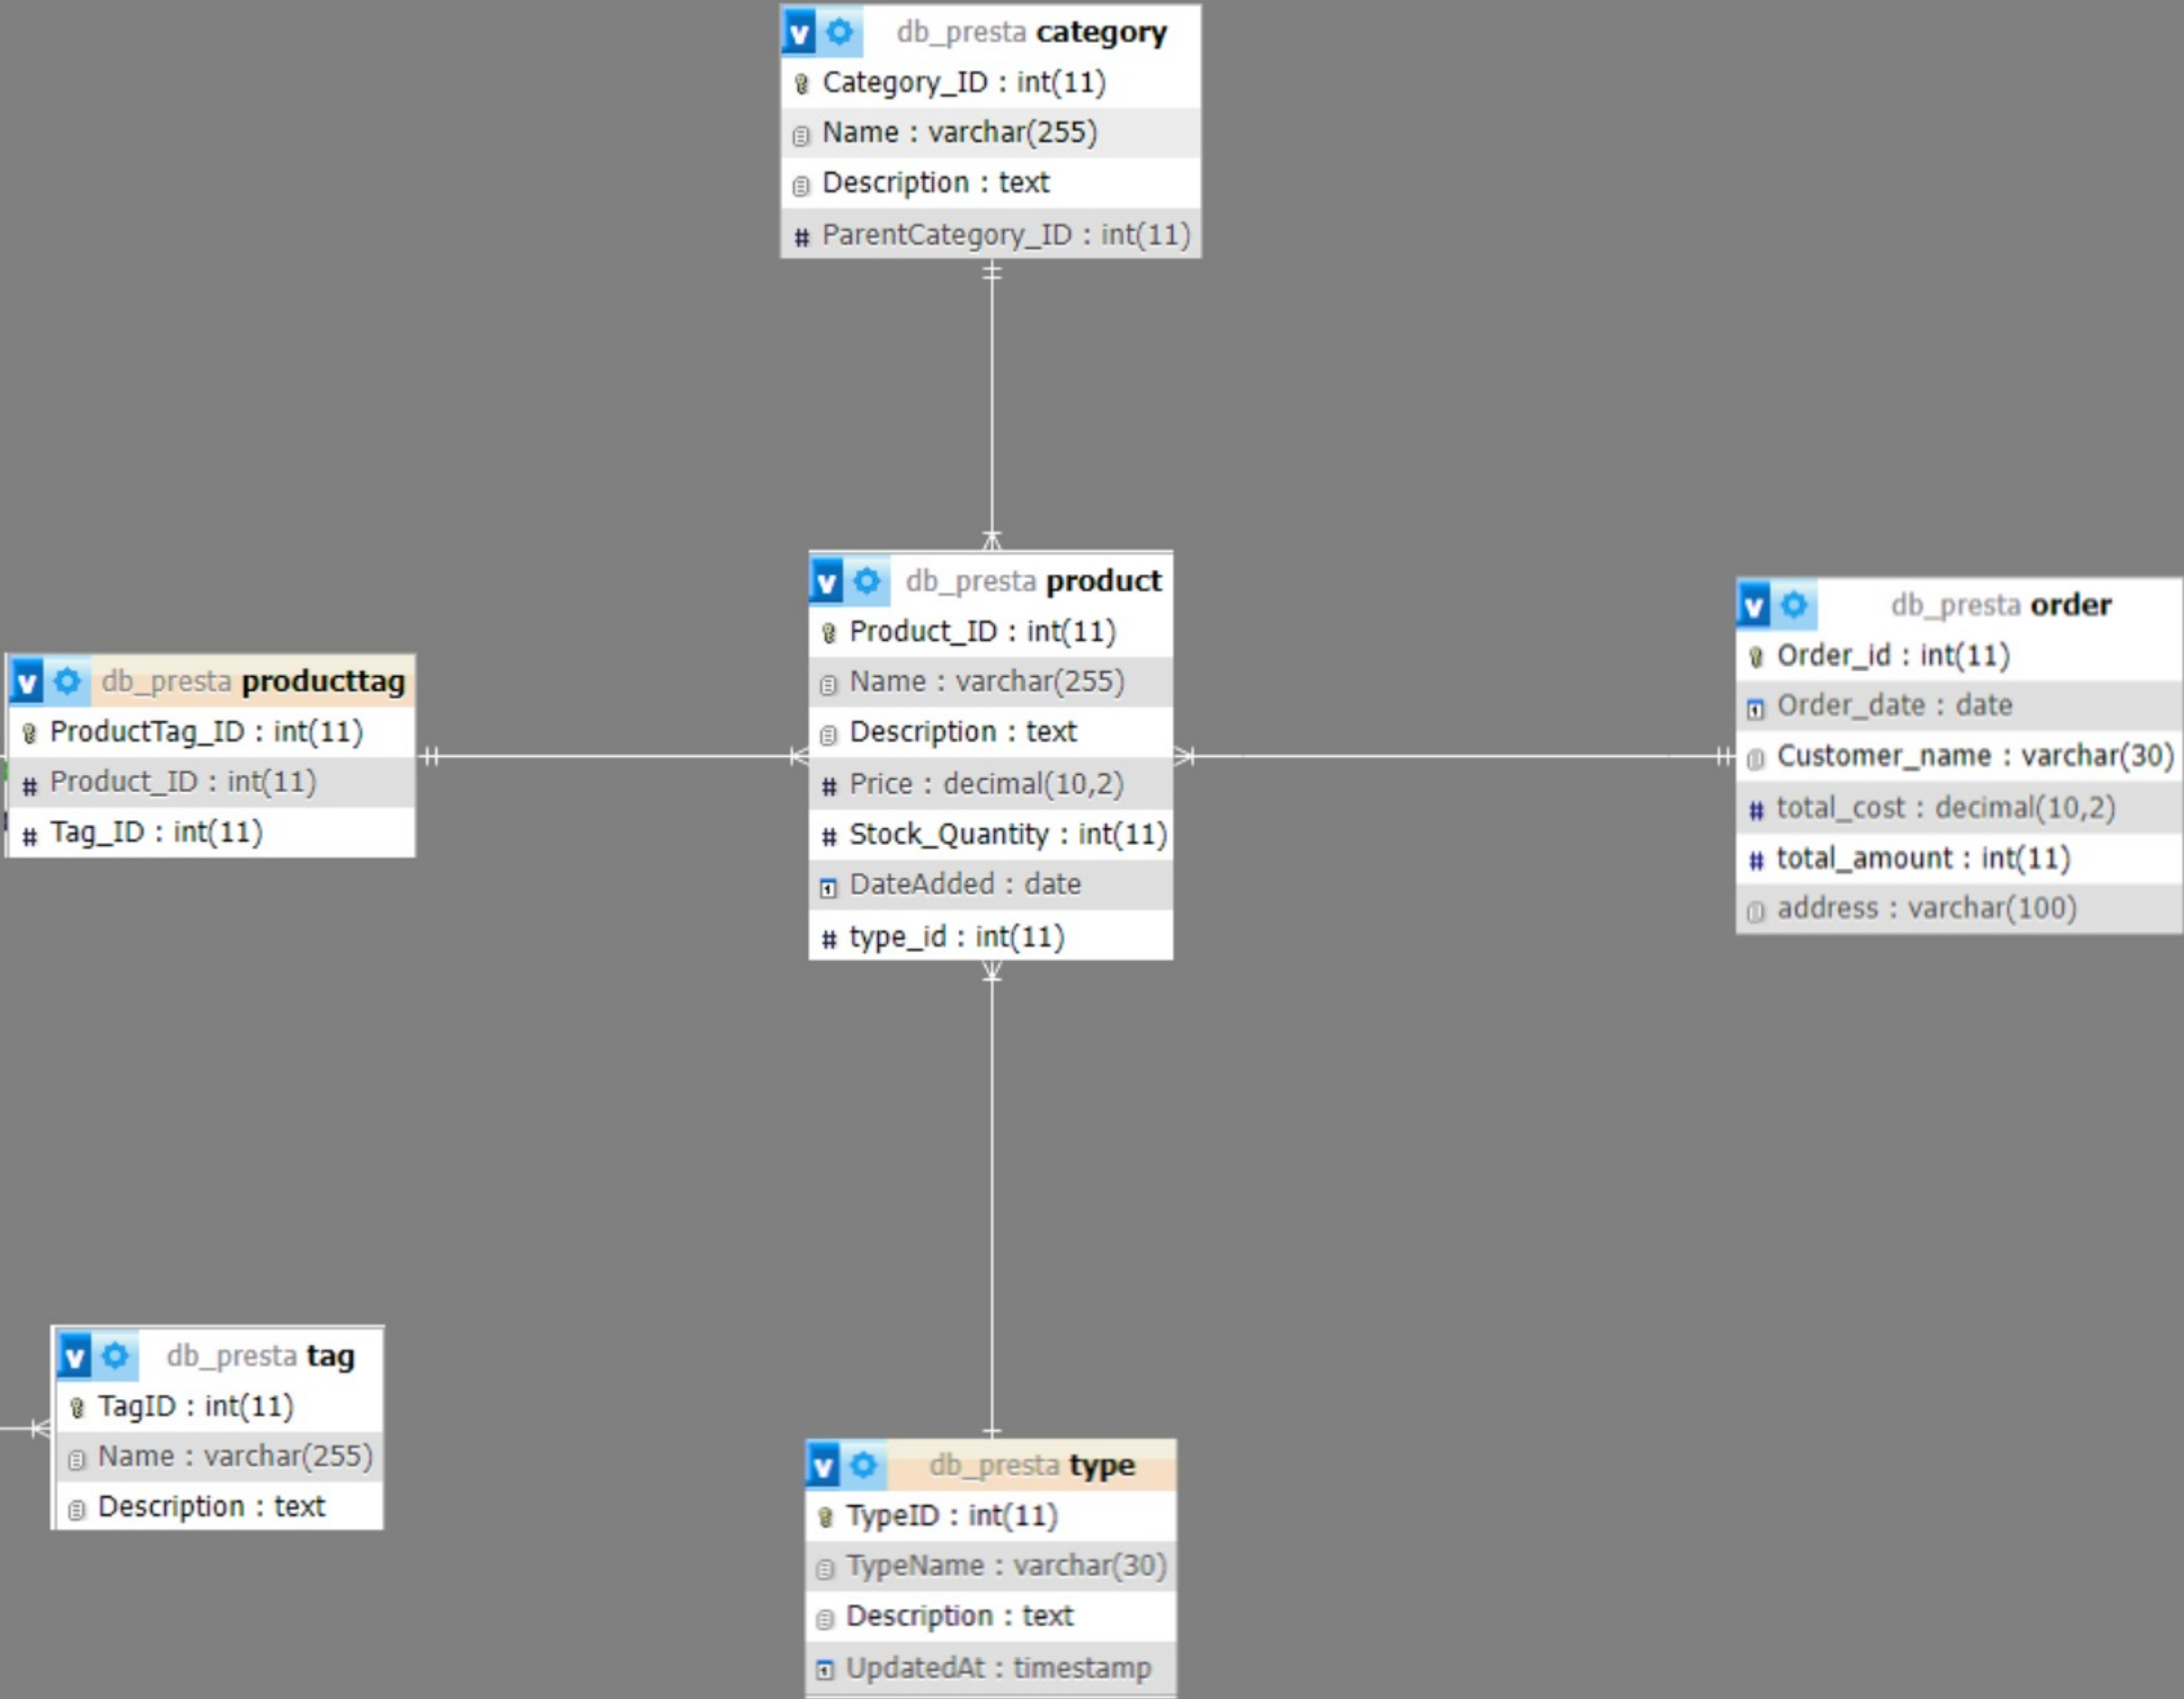 v db_presta category
Category_ID : int(11)
Name : varchar(255)
Description : text
# ParentCategory_ID : int(11)
v db_presta product
Product_ID : int(11)
Name : varchar(255)
Description : text
# Price : decimal(10,2)
# Stock_Quantity : int(11)
DateAdded : date
# type_id : int(11)
v db_presta order
Order_id : int(11)
Order_date : date
Customer_name : varchar(30)
# total_cost : decimal(10,2)
# total_amount : int(11)
address : varchar(100)
v db_presta producttag
ProductTag_ID : int(11)
# Product_ID : int(11)
# Tag_ID : int(11)
v db_presta tag
TagID : int(11)
Name : varchar(255)
Description : text
v db_presta type
TypeID : int(11)
TypeName : varchar(30)
Description : text
UpdatedAt : timestamp